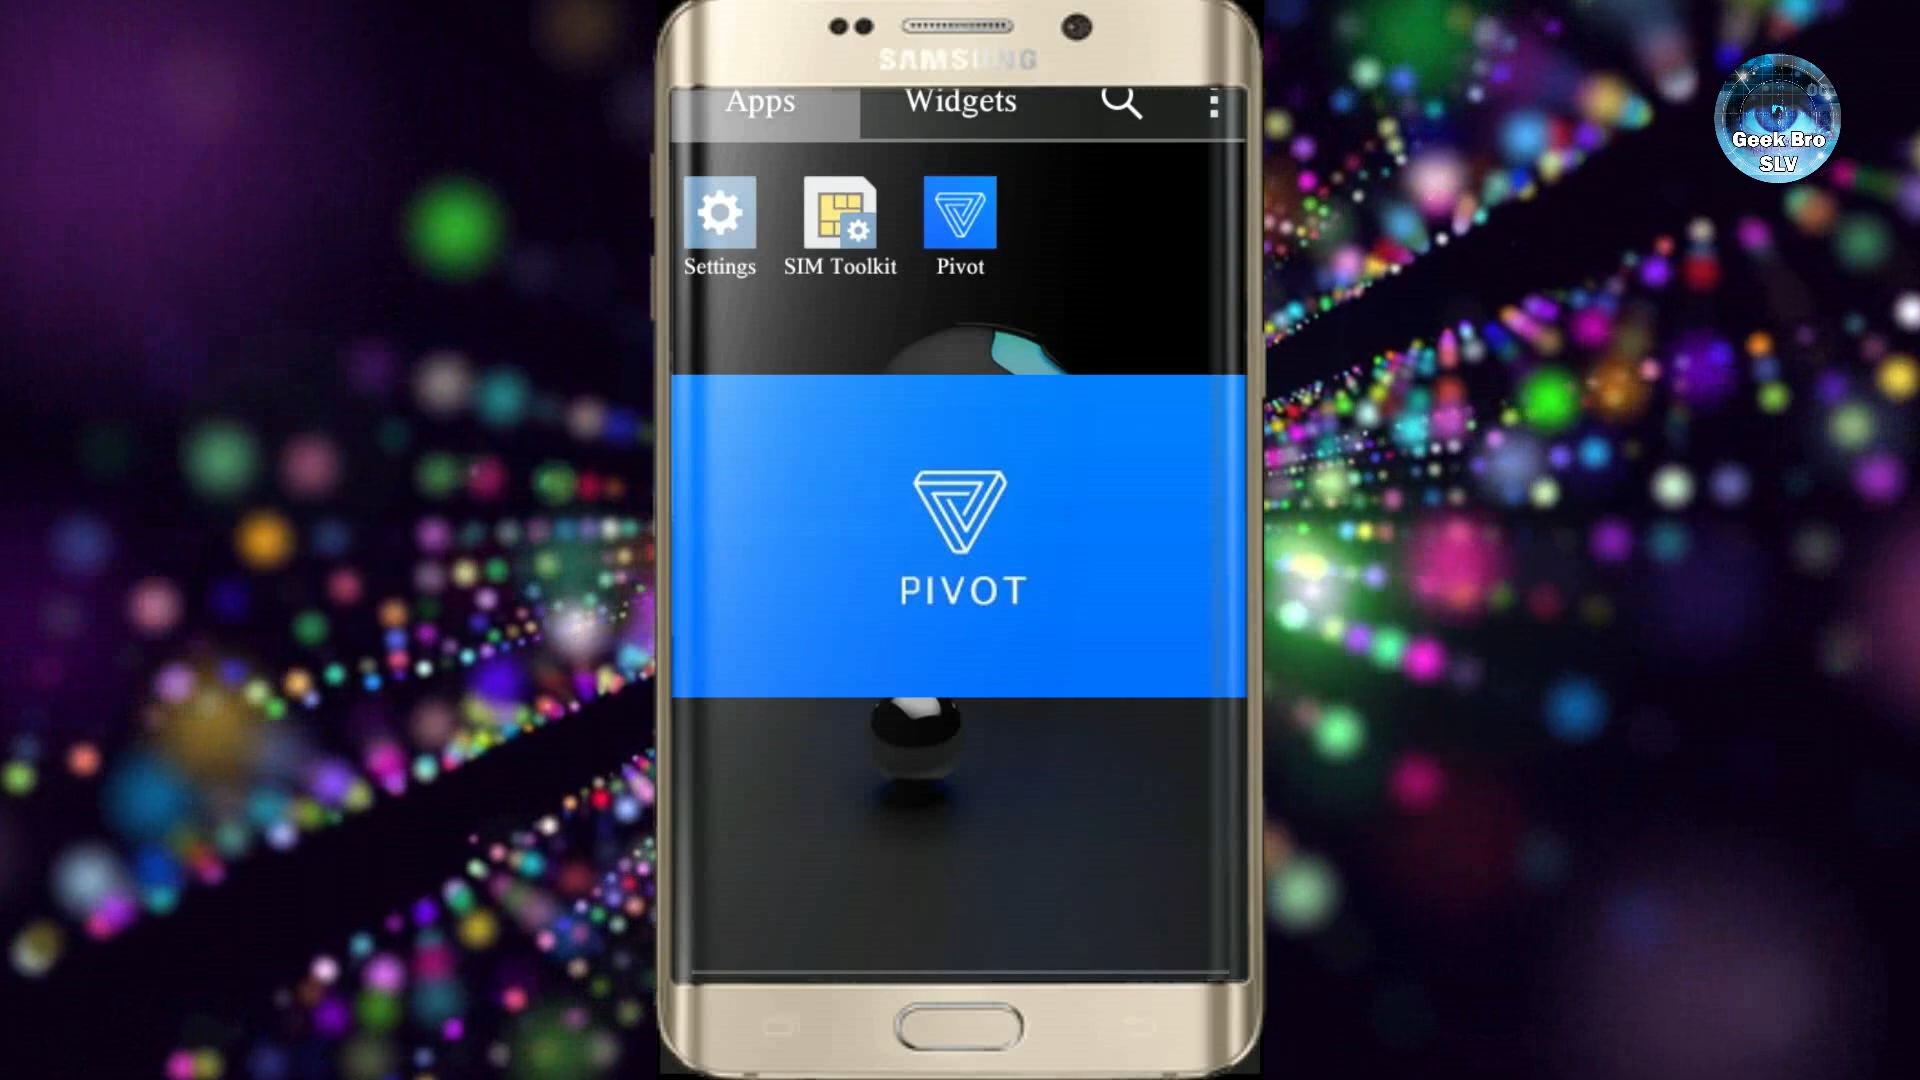 SAMSUNG
Apps Widgets
Settings SIM Toolkit Pivot
PIVOT
Geek Bro
SLV